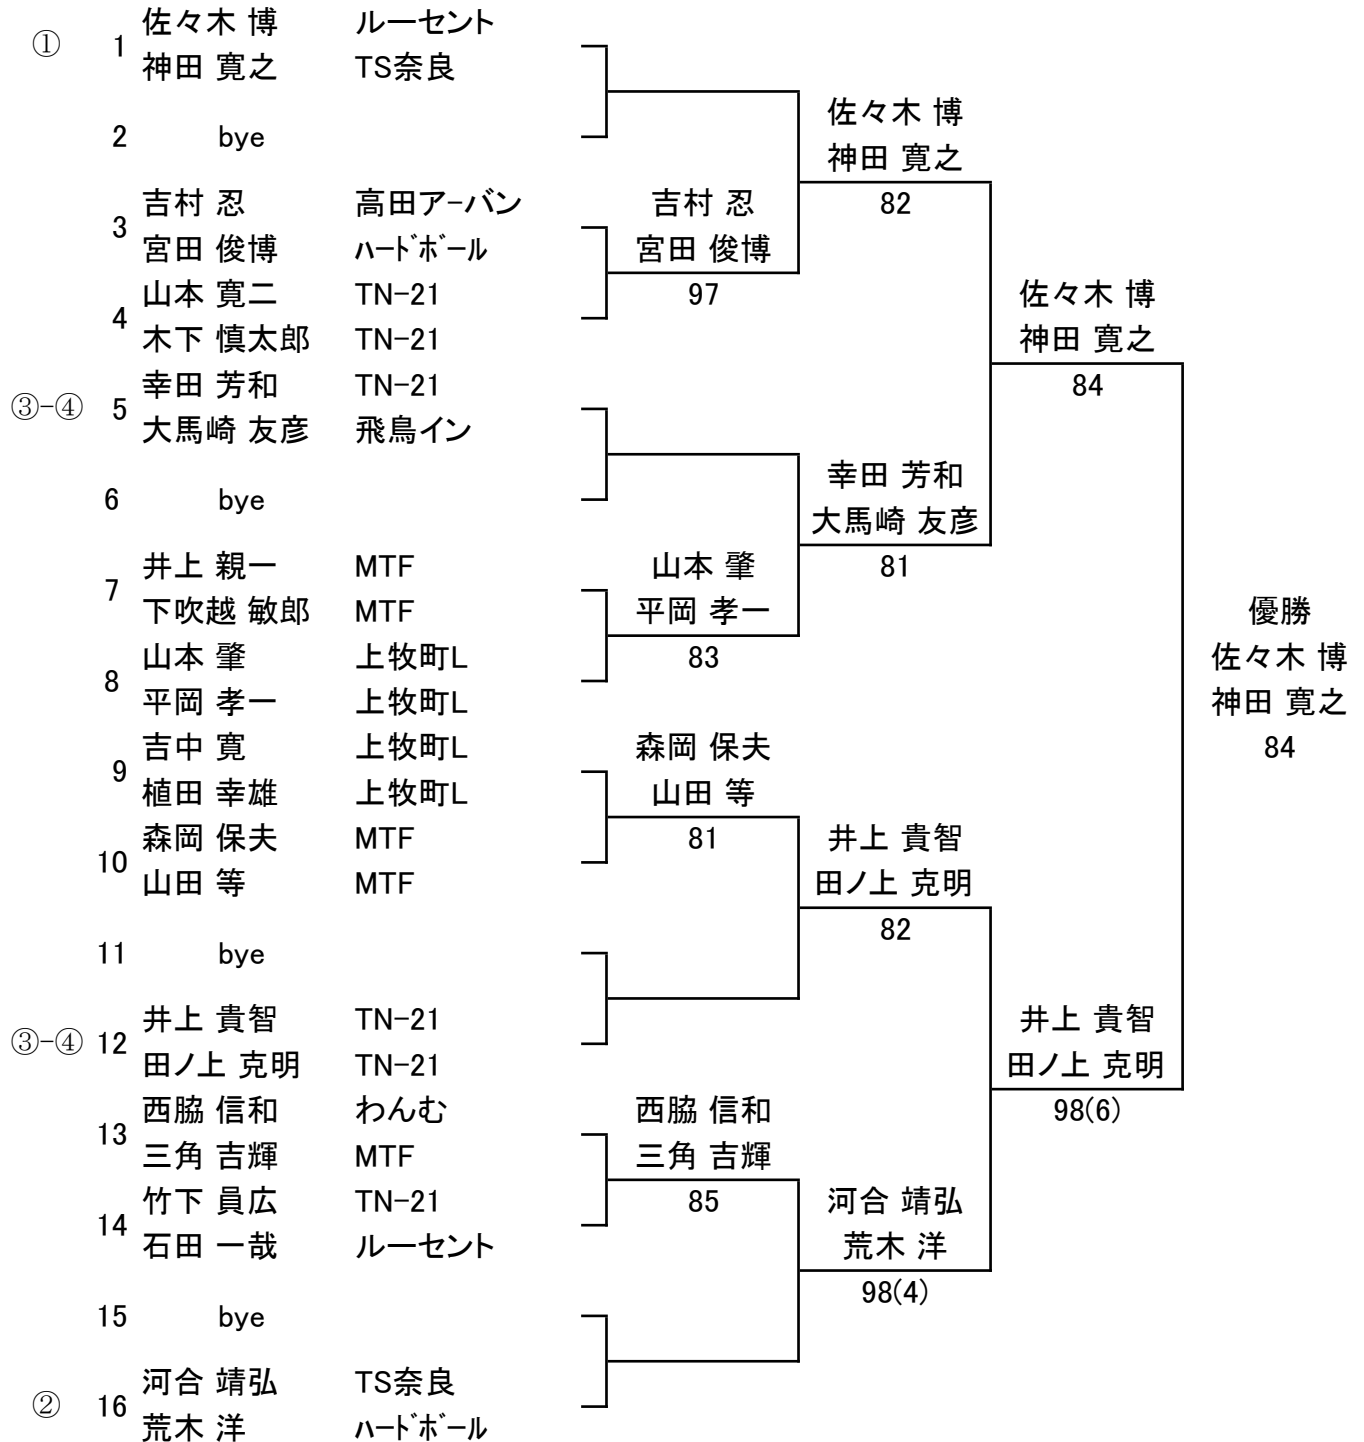 佐々木 博 ルーセント
① 1
神田 寛之 TS奈良
佐々木 博
2 bye
神田 寛之
吉村 忍 高田ア-バン 吉村 忍 82
3
宮田 俊博 ﾊｰﾄﾞﾎﾞｰﾙ 宮田 俊博
山本 寛二 TN-21 97 佐々木 博
4
木下 慎太郎 TN-21 神田 寛之
幸田 芳和 TN-21 84
③-④ 5
大馬崎 友彦 飛鳥イン
幸田 芳和
6 bye
大馬崎 友彦
井上 親一 MTF 山本 肇 81
7
下吹越 敏郎 MTF 平岡 孝一 優勝
山本 肇 上牧町L 83 佐々木 博
8
平岡 孝一 上牧町L 神田 寛之
吉中 寛 上牧町L 森岡 保夫 84
9
植田 幸雄 上牧町L 山田 等
森岡 保夫 MTF 81 井上 貴智
10
山田 等 MTF 田ノ上 克明
82
11 bye
井上 貴智 TN-21 井上 貴智
③-④ 12
田ノ上 克明 TN-21 田ノ上 克明
西脇 信和 わんむ 西脇 信和 98(6)
13
三角 吉輝 MTF 三角 吉輝
竹下 員広 TN-21 85 河合 靖弘
14
石田 一哉 ルーセント 荒木 洋
98(4)
15 bye
河合 靖弘 TS奈良
② 16
荒木 洋 ﾊｰﾄﾞﾎﾞｰﾙ